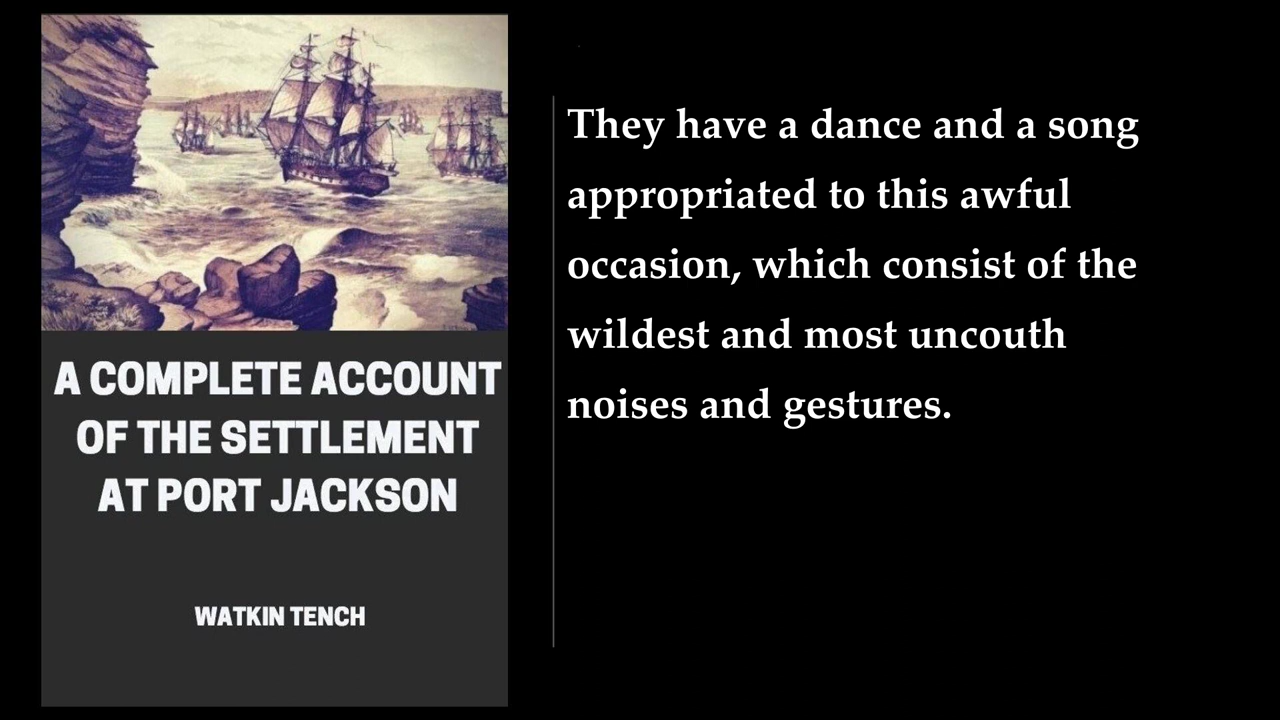 A COMPLETE ACCOUNT
OF THE SETTLEMENT
AT PORT JACKSON
WATKIN TENCH
They have a dance and a song
appropriated to this awful
occasion, which consist of the
wildest and most uncouth
noises and gestures.